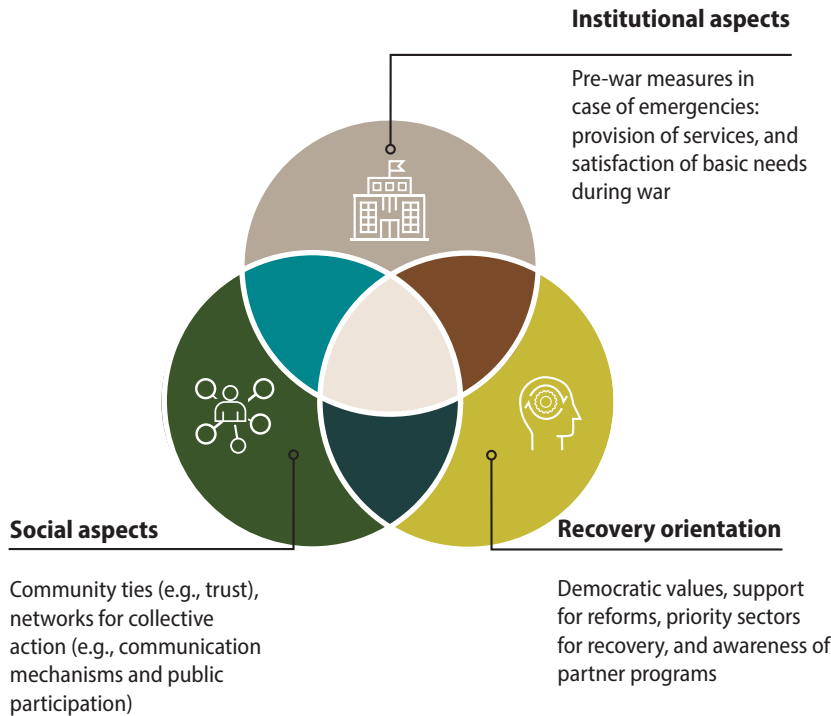 Institutional aspects
Pre-war measures in
case of emergencies:
provision of services, and
satisfaction of basic needs
during war
Social aspects
Community ties (e.g., trust),
networks for collective
action (e.g., communication
mechanisms and public
participation)
Recovery orientation
Democratic values, support
for reforms, priority sectors
for recovery, and awareness of
partner programs